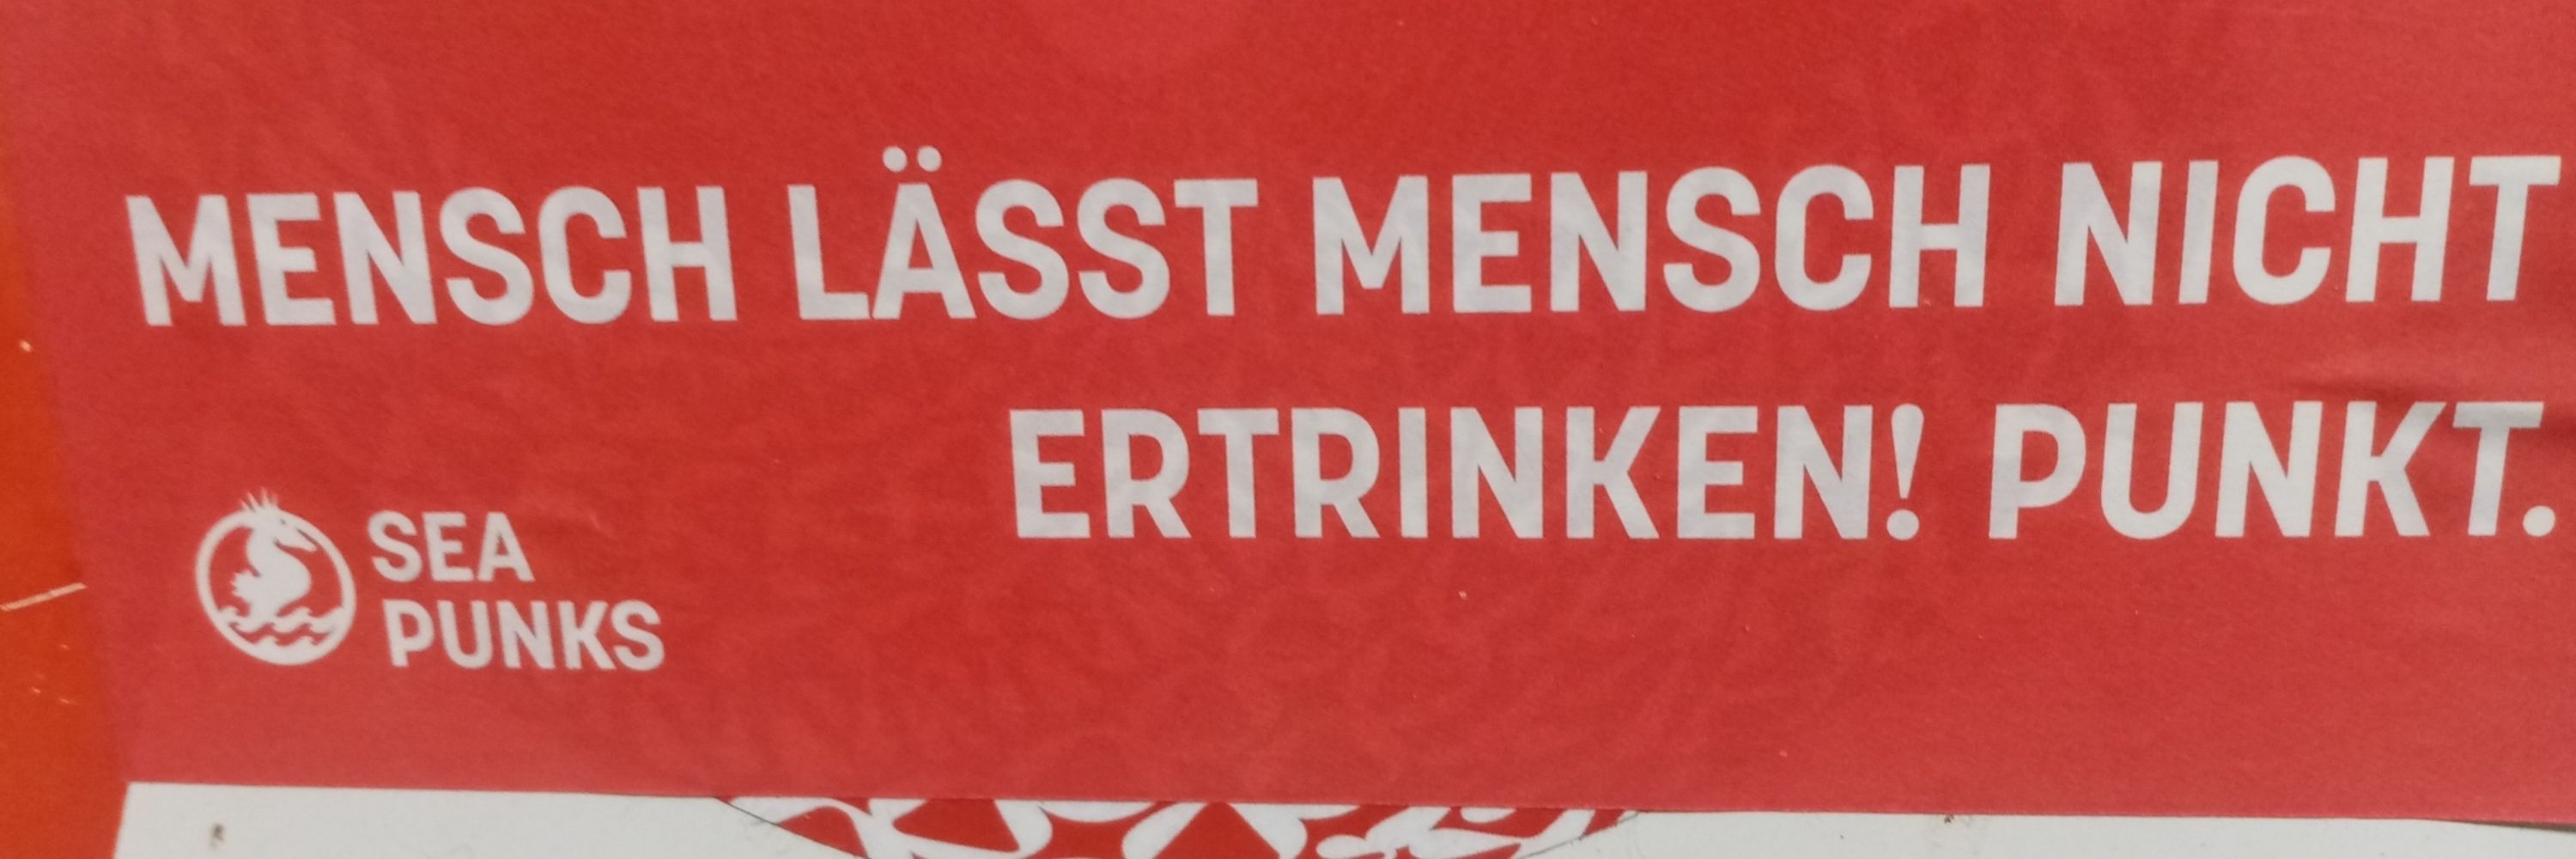 MENSCH LÄSST MENSCH NICHT
ERTRINKEN! PUNKT.
SEA
PUNKS